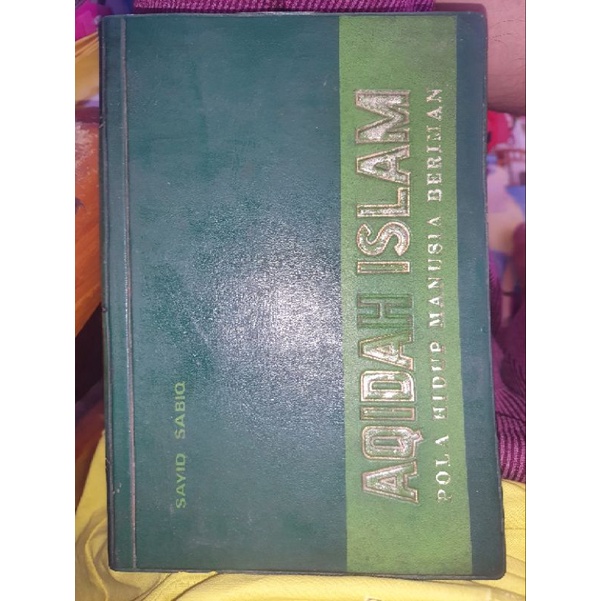 SAYID SABIQ
AQIDAH ISLAM
POLA HIDUP MANUSIA BERIMAN